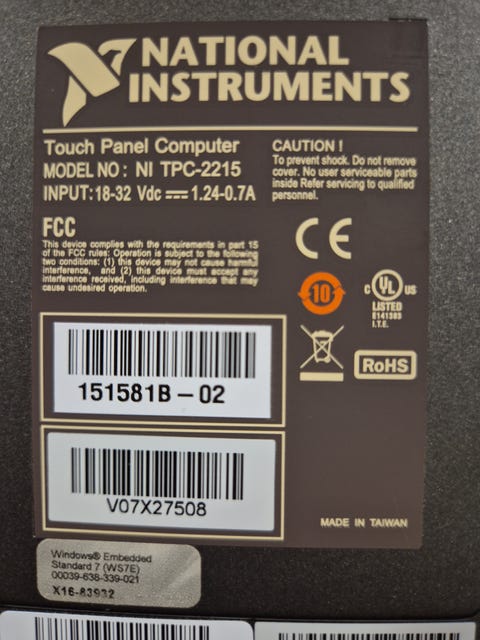 NATIONAL
INSTRUMENTS
Touch Panel Computer
MODEL NO: NI TPC-2215
INPUT: 18-32 Vdc ⎓ 1.24-0.7A
CAUTION !
To prevent shock. Do not remove
cover. No user serviceable parts
inside Refer servicing to qualified
personnel.
FCC
This device complies with the requirements in part 15
of the FCC rules: Operation is subject to the following
two conditions: (1) this device may not cause harmful
interference, and (2) this device must accept any
interference received, including interference that may
cause undesired operation.
CE
10
C UL US
LISTED
E141393
I.T.E.
RoHS
151581B-02
V07X27508
MADE IN TAIWAN
Windows® Embedded
Standard 7 (WS7E)
00039-638-339-021
X16-83932